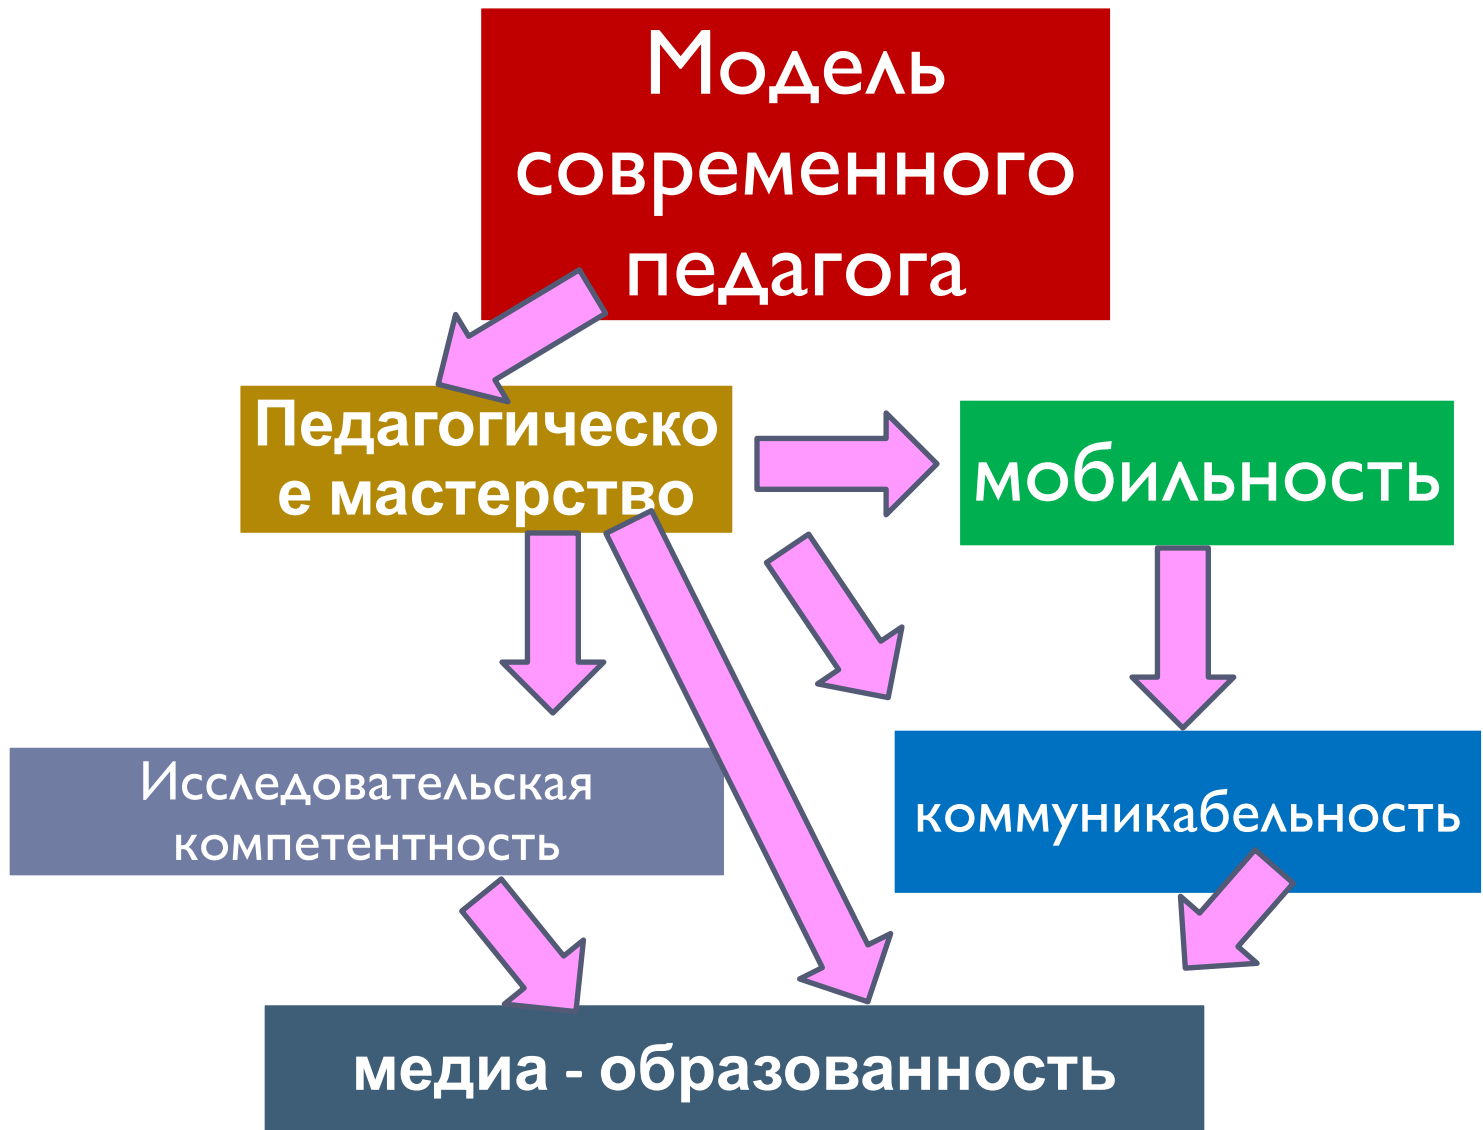 Модель
современного
педагога
Педагогическо
е мастерство
мобильность
Исследовательская
компетентность
коммуникабельность
медиа - образованность